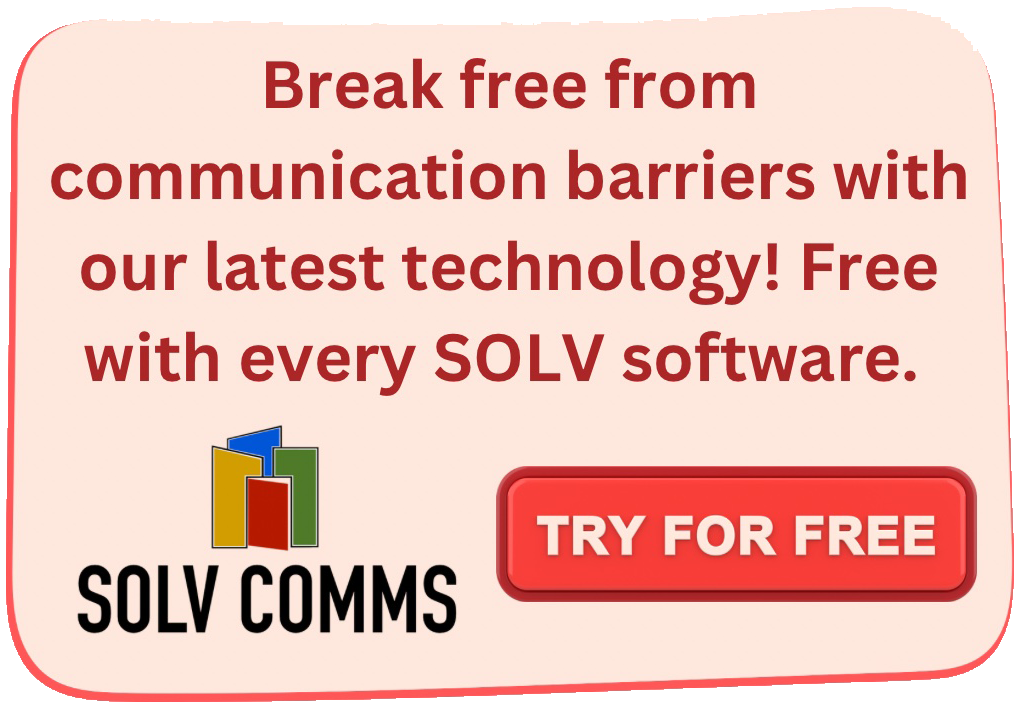 Break free from
communication barriers with
our latest technology! Free
with every SOLV software.
SOLV COMMS
TRY FOR FREE